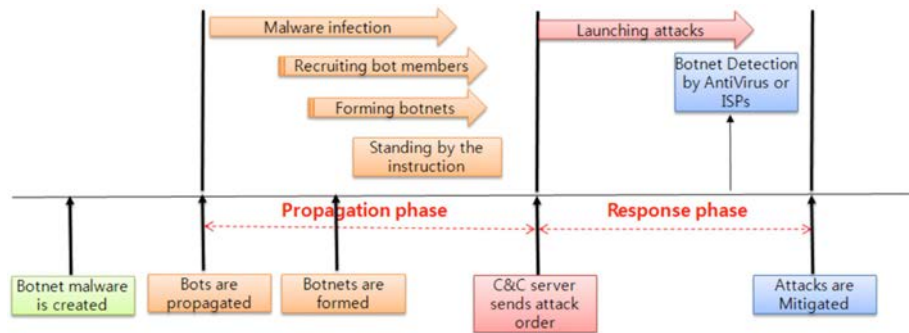 Malware infection
Launching attacks
Recruiting bot members
Botnet Detection
by AntiVirus or
ISPs
Forming botnets
Standing by the
instruction
Propagation phase
Response phase
Botnet malware
is created
Bots are
propagated
Botnets are
formed
C&C server
sends attack
order
Attacks are
Mitigated